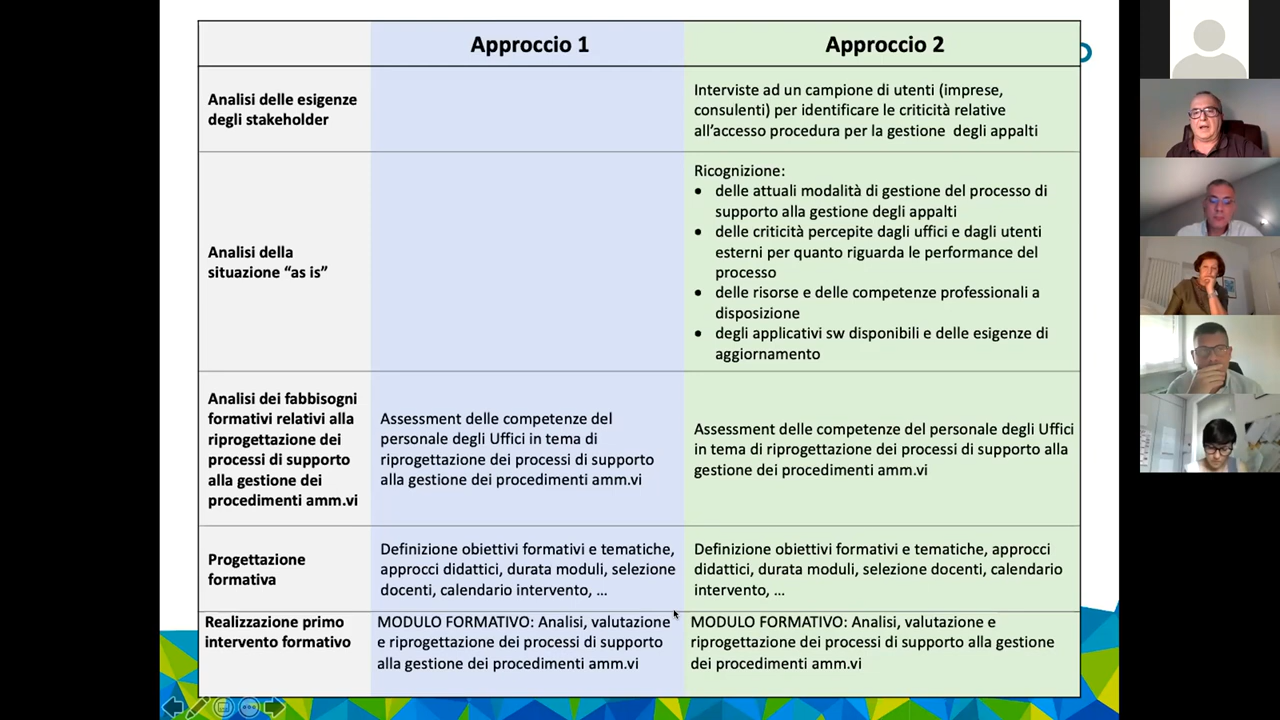 Approccio 1
Approccio 2
Analisi delle esigenze
degli stakeholder
Interviste ad un campione di utenti (imprese,
consulenti) per identificare le criticità relative
all’accesso procedura per la gestione degli appalti
Analisi della
situazione “as is”
Ricognizione:
• delle attuali modalità di gestione del processo di
supporto alla gestione degli appalti
• delle criticità percepite dagli uffici e dagli utenti
esterni per quanto riguarda le performance del
processo
• delle risorse e delle competenze professionali a
disposizione
• degli applicativi sw disponibili e delle esigenze di
aggiornamento
Analisi dei fabbisogni
formativi relativi alla
riprogettazione dei
processi di supporto
alla gestione dei
procedimenti amm.vi
Assessment delle competenze del
personale degli Uffici in tema di
riprogettazione dei processi di supporto
alla gestione dei procedimenti amm.vi
Assessment delle competenze del personale degli Uffici
in tema di riprogettazione dei processi di supporto alla
gestione dei procedimenti amm.vi
Progettazione
formativa
Definizione obiettivi formativi e tematiche,
approcci didattici, durata moduli, selezione
docenti, calendario intervento, ...
Definizione obiettivi formativi e tematiche, approcci
didattici, durata moduli, selezione docenti, calendario
intervento, ...
Realizzazione primo
intervento formativo
MODULO FORMATIVO: Analisi, valutazione
e riprogettazione dei processi di supporto
alla gestione dei procedimenti amm.vi
MODULO FORMATIVO: Analisi, valutazione e
riprogettazione dei processi di supporto alla gestione
dei procedimenti amm.vi